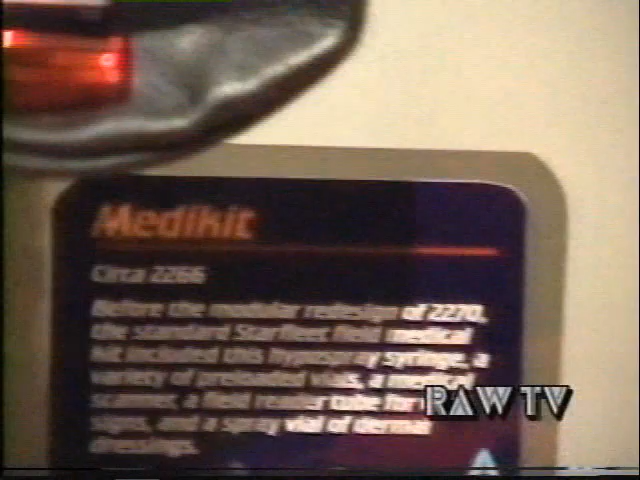 Medikit
Circa 2266
Before the modular redesign of 2270,
the standard Starfleet field medical
kit included this hypospray syringe, a
variety of preloaded vials, a medical
scanner, a field reader tube for
signs, and a spray vial of dermal
dressings.
RAW TV